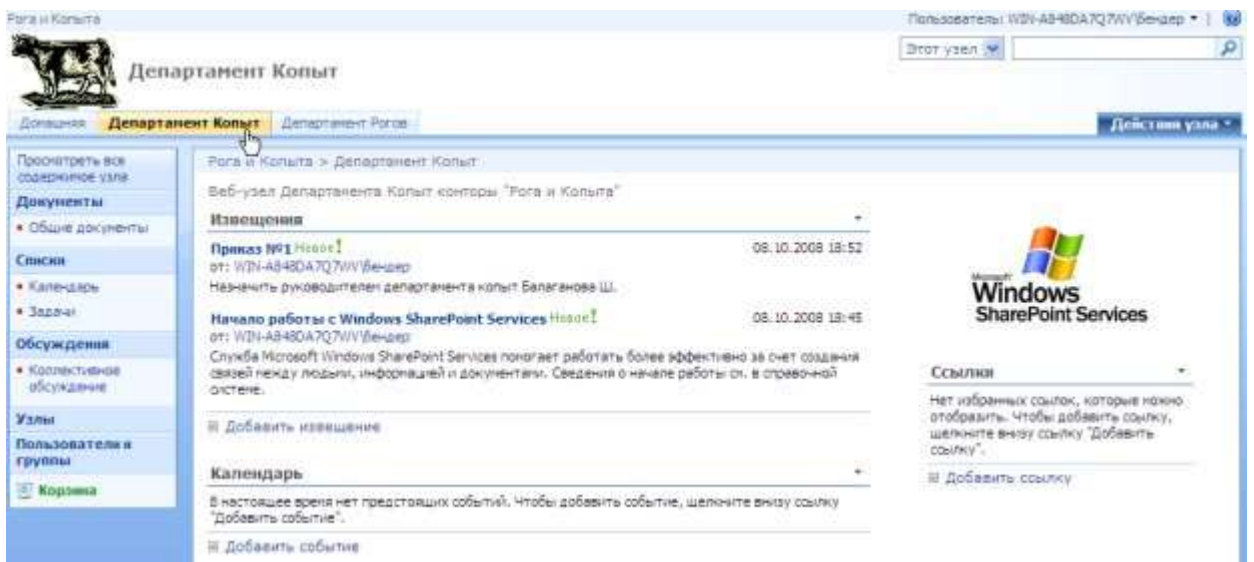 Рога и Копыта
Пользователь: WIN-A848DA7Q7WV\бендер
Этот узел
Департамент Копыт
Домашняя Департамент Копыт Департамент Рогов
Действия узла
Просмотреть все
содержимое узла
Документы
Общие документы
Списки
Календарь
Задачи
Обсуждения
Коллективное
обсуждение
Узлы
Пользователи и
группы
Корзина
Рога и Копыта > Департамент Копыт
Веб-узел Департамента Копыт конторы "Рога и Копыта"
Извещения
Приказ №1 Новое!
08.10.2008 18:52
от: WIN-A848DA7Q7WV\бендер
Назначить руководителем департамента копыт Балаганова Ш.
Начало работы с Windows SharePoint Services Новое!
08.10.2008 18:45
от: WIN-A848DA7Q7WV\бендер
Служба Microsoft Windows SharePoint Services помогает работать более эффективно за счет создания
связей между людьми, информацией и документами. Сведения о начале работы см. в справочной
системе.
Добавить извещение
Календарь
В настоящее время нет предстоящих событий. Чтобы добавить событие, щелкните внизу ссылку
"Добавить событие".
Добавить событие
Microsoft
Windows
SharePoint Services
Ссылки
Нет избранных ссылок, которые можно
отобразить. Чтобы добавить ссылку,
щелкните внизу ссылку "Добавить
ссылку".
Добавить ссылку